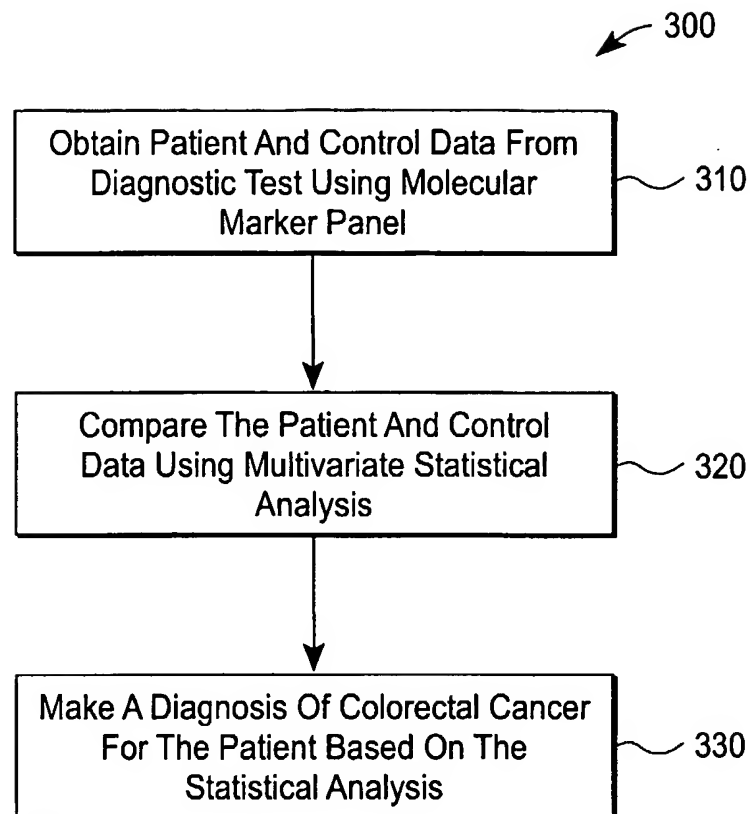 300
Obtain Patient And Control Data From
Diagnostic Test Using Molecular
Marker Panel
310
Compare The Patient And Control
Data Using Multivariate Statistical
Analysis
320
Make A Diagnosis Of Colorectal Cancer
For The Patient Based On The
Statistical Analysis
330